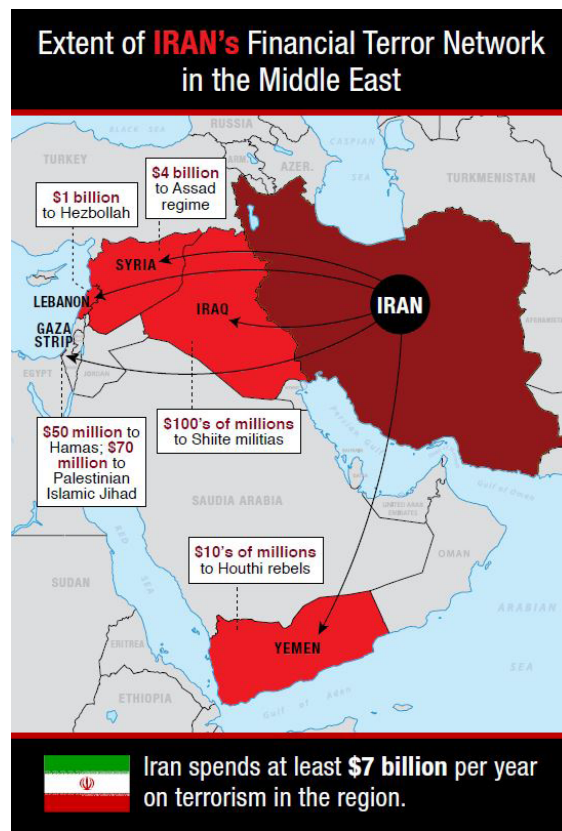 Extent of IRAN's Financial Terror Network
in the Middle East
BLACK SEA
RUSSIA
CASPIAN
SEA
TURKEY
ARM.
AZER.
TURKMENISTAN
$4 billion
to Assad
regime
$1 billion
to Hezbollah
SYRIA
LEBANON
IRAQ
IRAN
AFGHANISTAN
GAZA
STRIP
EGYPT
JORDAN
$50 million to
Hamas; $70
million to
Palestinian
Islamic Jihad
$100's of millions
to Shiite militias
Persian Gulf
Gulf of Oman
SAUDI ARABIA
UNITED ARAB
EMIRATES
RED
SEA
OMAN
$10's of millions
to Houthi rebels
SUDAN
ARABIAN
SEA
ERITREA
YEMEN
ETHIOPIA
Gulf of Aden
Iran spends at least $7 billion per year
on terrorism in the region.